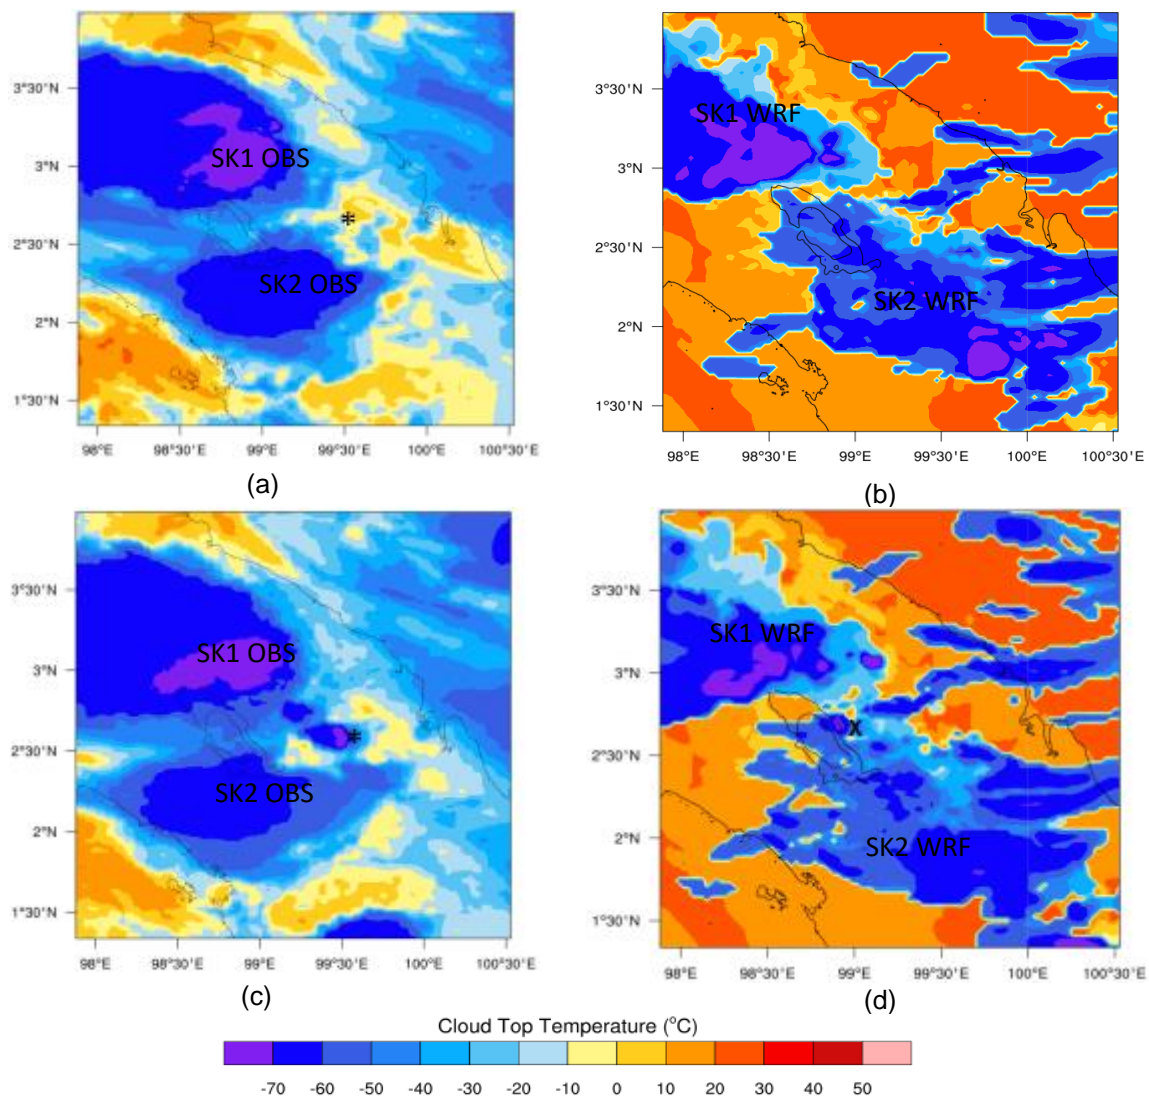 3°30'N
3°N
2°30'N
2°N
1°30'N
SK1 OBS
*
SK2 OBS
98°E
98°30'E
99°E
99°30'E
100°E
100°30'E
(a)
3°30'N
3°N
2°30'N
2°N
1°30'N
SK1 WRF
SK2 WRF
98°E
98°30'E
99°E
99°30'E
100°E
100°30'E
(b)
3°30'N
3°N
2°30'N
2°N
1°30'N
SK1 OBS
*
SK2 OBS
98°E
98°30'E
99°E
99°30'E
100°E
100°30'E
(c)
3°30'N
3°N
2°30'N
2°N
1°30'N
SK1 WRF
X
SK2 WRF
98°E
98°30'E
99°E
99°30'E
100°E
100°30'E
(d)
Cloud Top Temperature (°C)
-70 -60 -50 -40 -30 -20 -10 0 10 20 30 40 50